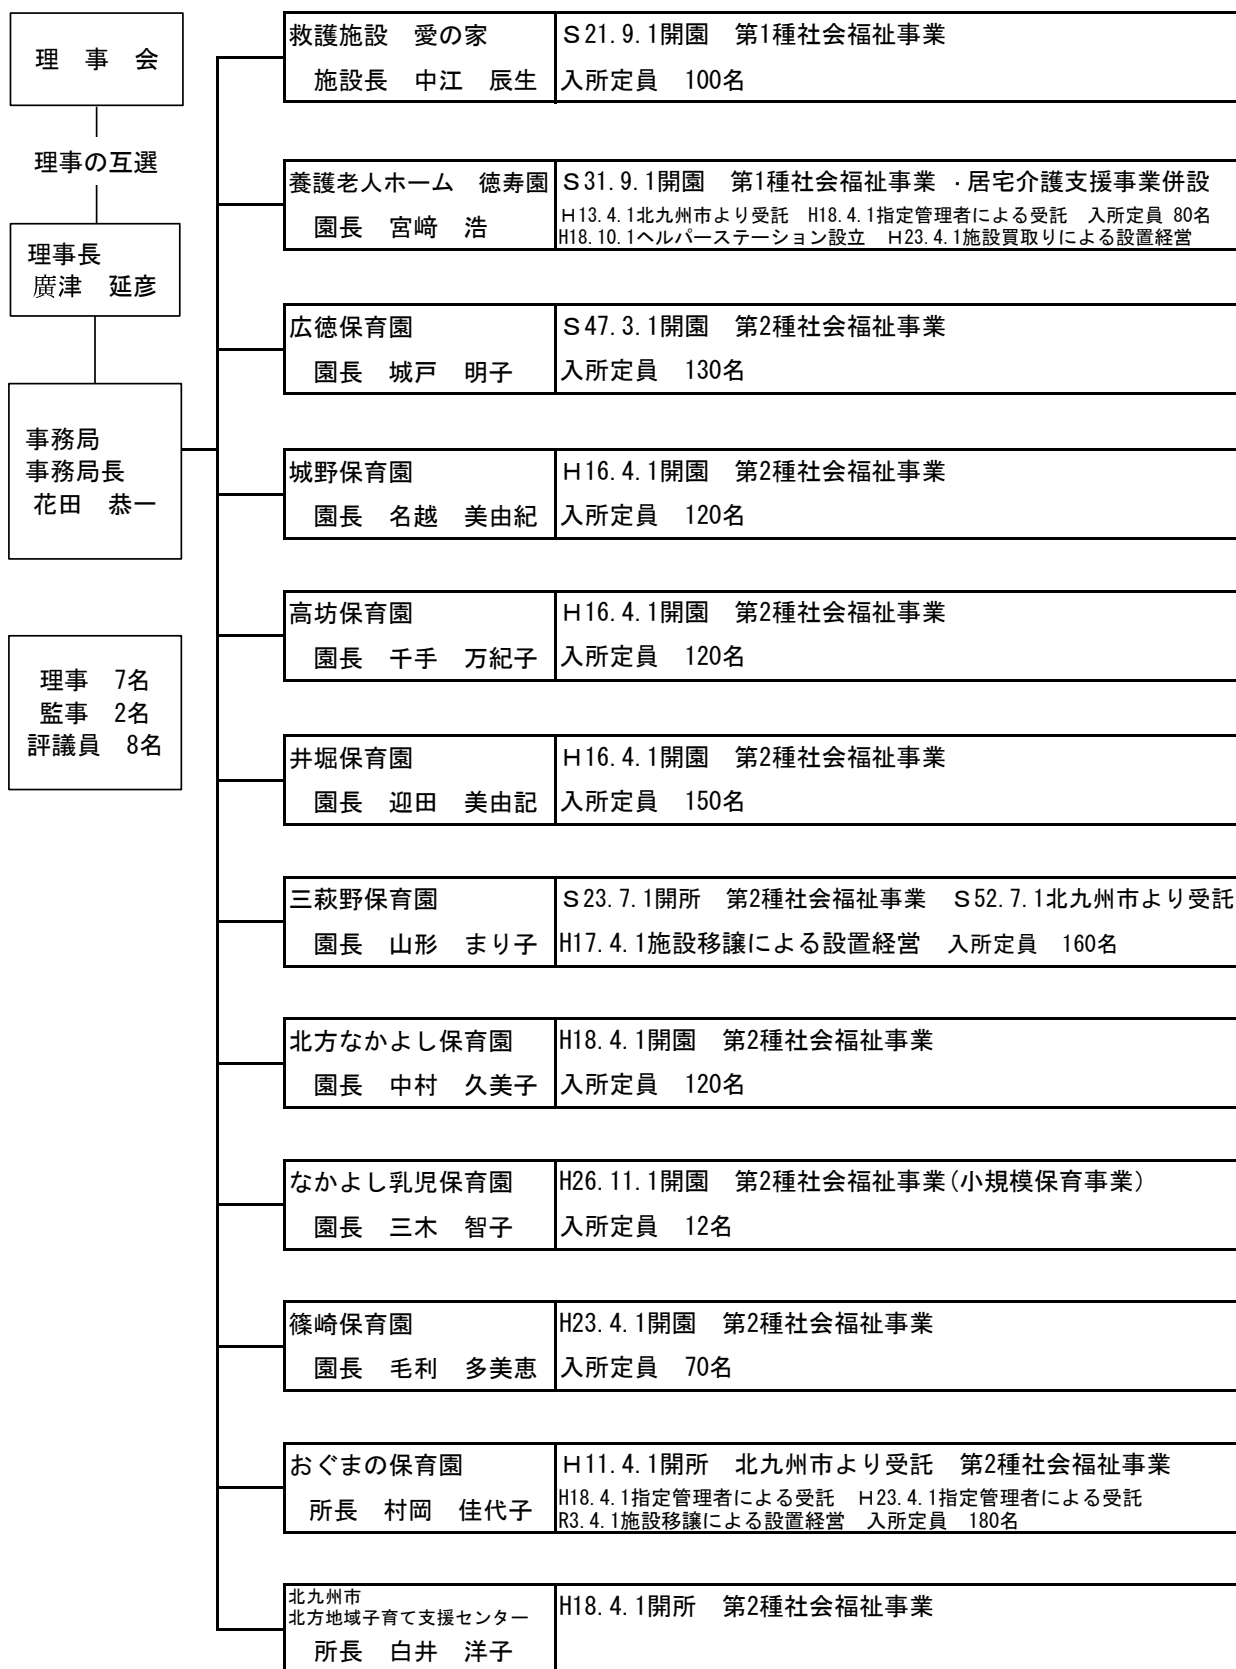 理　事　会
理事の互選
理事長
廣津　延彦
事務局
事務局長
花田　恭一
理事　7名
監事　2名
評議員　8名
救護施設　愛の家
施設長　中江　辰生
Ｓ21.9.1開園　第1種社会福祉事業
入所定員　100名
養護老人ホーム　徳寿園
園長　宮﨑　浩
Ｓ31.9.1開園　第1種社会福祉事業 ・居宅介護支援事業併設
Ｈ13.4.1北九州市より受託　H18.4.1指定管理者による受託　入所定員 80名
H18.10.1ヘルパーステーション設立　Ｈ23.4.1施設買取りによる設置経営
広徳保育園
園長　城戸　明子
Ｓ47.3.1開園　第2種社会福祉事業
入所定員　130名
城野保育園
園長　名越　美由紀
Ｈ16.4.1開園　第2種社会福祉事業
入所定員　120名
高坊保育園
園長　千手　万紀子
Ｈ16.4.1開園　第2種社会福祉事業
入所定員　120名
井堀保育園
園長　迎田　美由記
Ｈ16.4.1開園　第2種社会福祉事業
入所定員　150名
三萩野保育園
園長　山形　まり子
Ｓ23.7.1開所　第2種社会福祉事業　Ｓ52.7.1北九州市より受託
H17.4.1施設移譲による設置経営　入所定員　160名
北方なかよし保育園
園長　中村　久美子
H18.4.1開園　第2種社会福祉事業
入所定員　120名
なかよし乳児保育園
園長　三木　智子
H26.11.1開園　第2種社会福祉事業(小規模保育事業)
入所定員　12名
篠崎保育園
園長　毛利　多美恵
H23.4.1開園　第2種社会福祉事業
入所定員　70名
おぐまの保育園
所長　村岡　佳代子
Ｈ11.4.1開所　北九州市より受託　第2種社会福祉事業
H18.4.1指定管理者による受託　Ｈ23.4.1指定管理者による受託
R3.4.1施設移譲による設置経営　入所定員　180名
北九州市
北方地域子育て支援センター
所長　白井　洋子
H18.4.1開所　第2種社会福祉事業